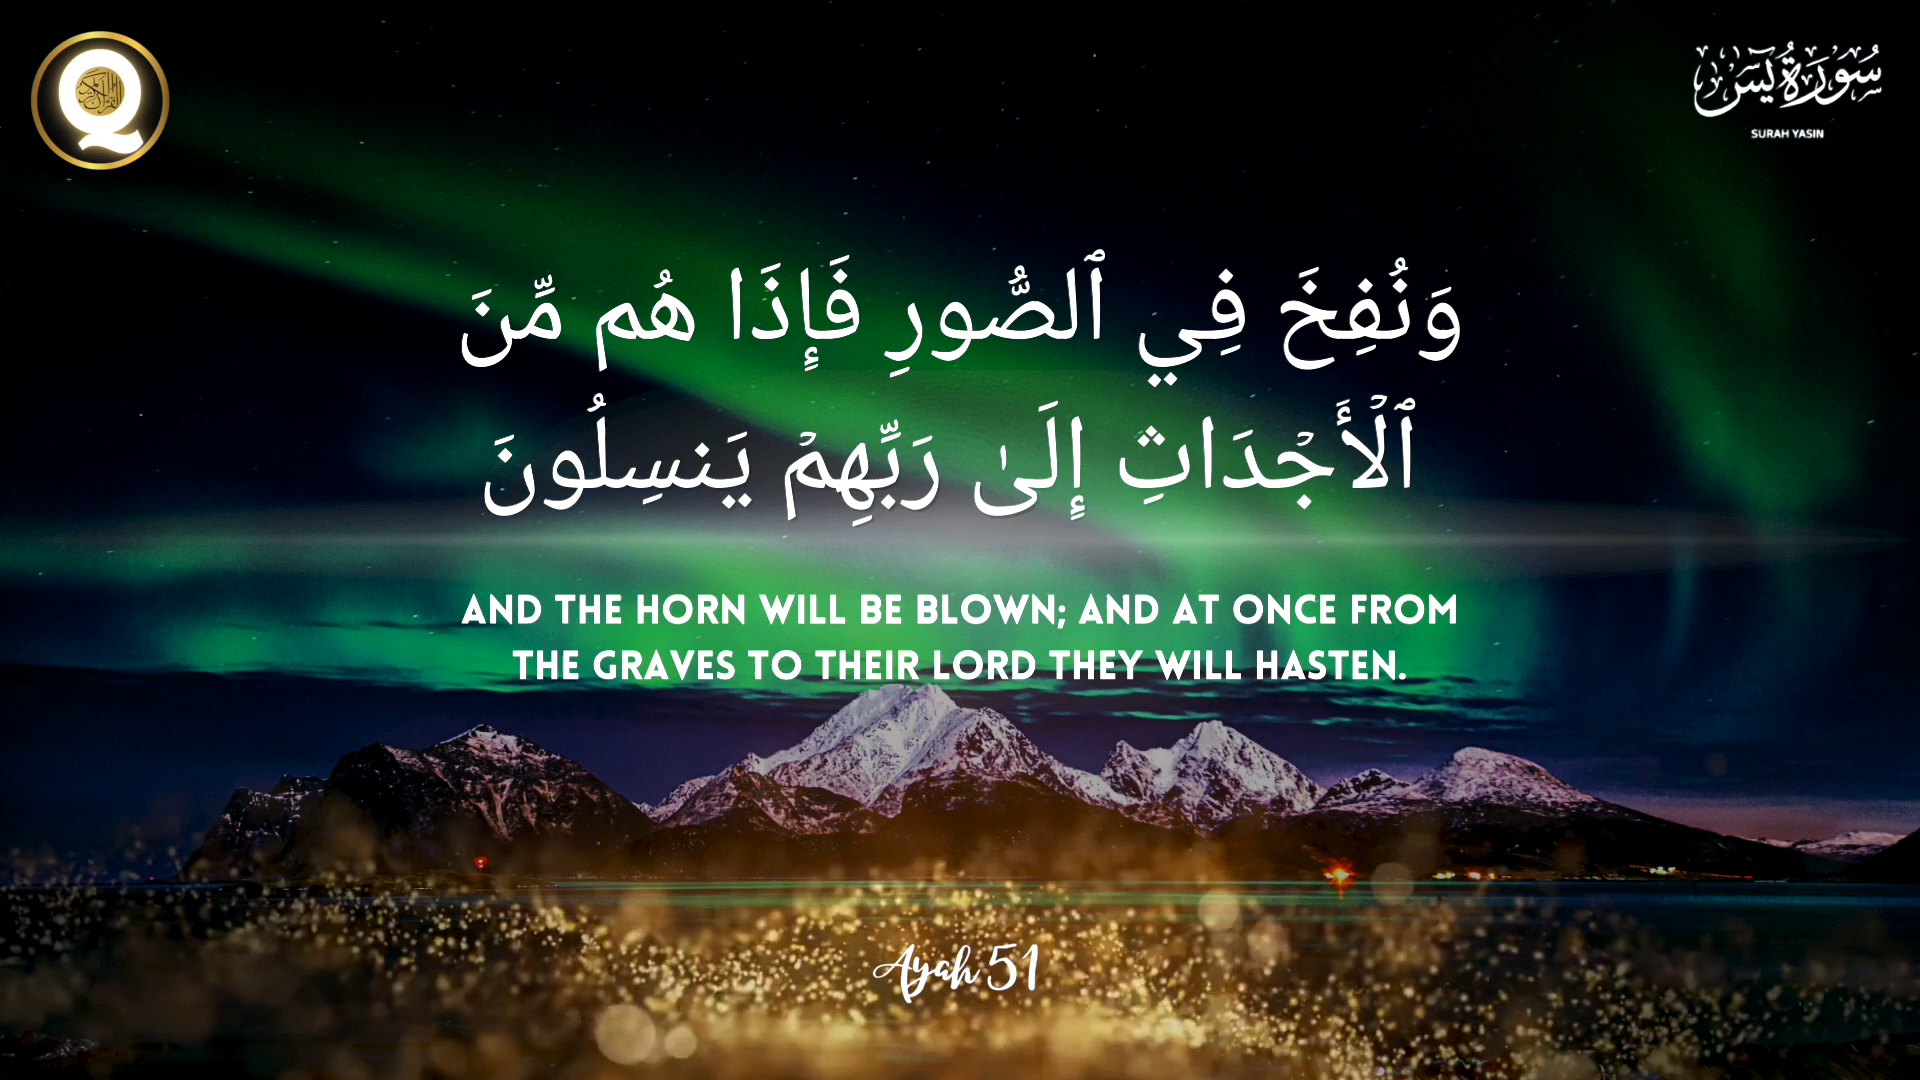 سُورَةُ يسٓ
SURAH YASIN
وَنُفِخَ فِي ٱلصُّورِ فَإِذَا هُم مِّنَ
ٱلْأَجْدَاثِ إِلَىٰ رَبِّهِمْ يَنسِلُونَ
AND THE HORN WILL BE BLOWN; AND AT ONCE FROM
THE GRAVES TO THEIR LORD THEY WILL HASTEN.
Ayah 51